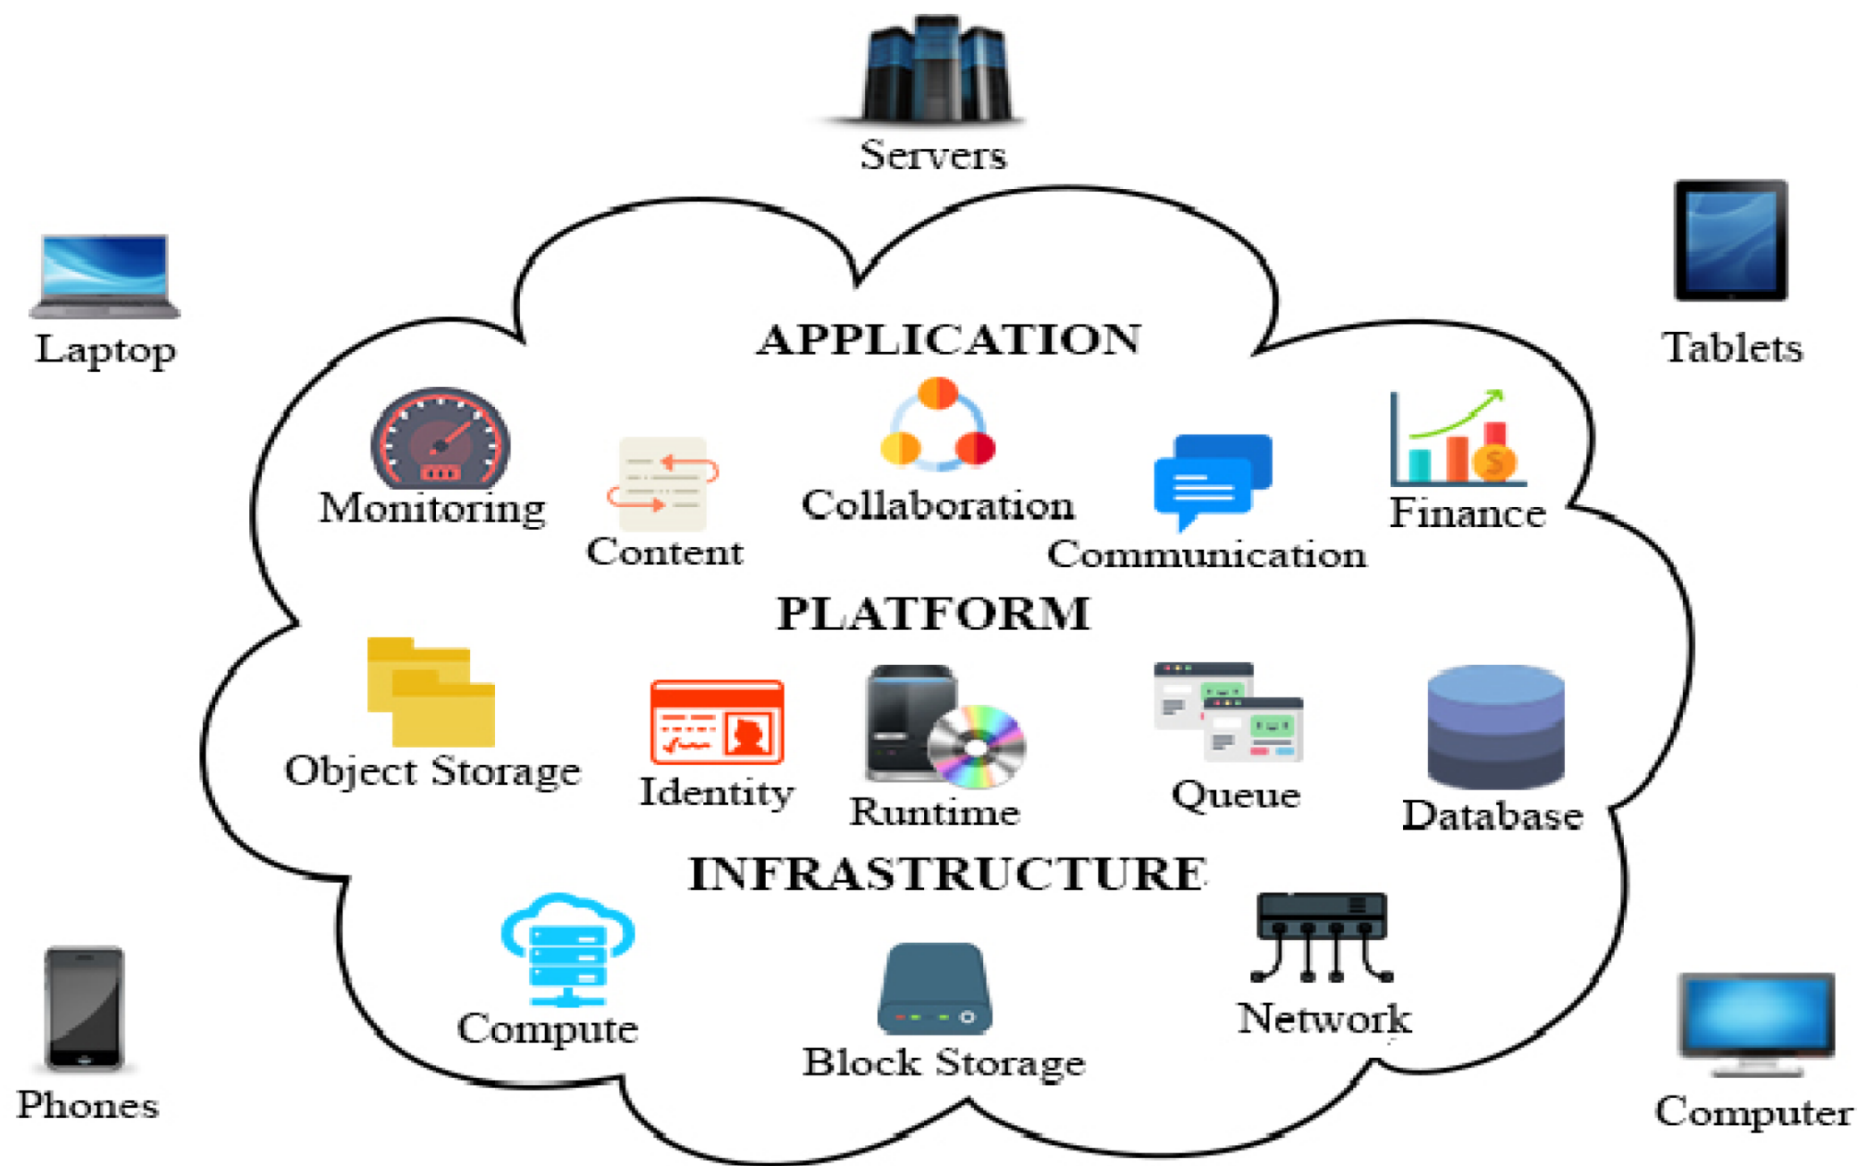 Servers
Laptop
Tablets
APPLICATION
Monitoring
Content
Collaboration
Communication
Finance
PLATFORM
Object Storage
Identity
Runtime
Queue
Database
INFRASTRUCTURE
Compute
Block Storage
Network
Phones
Computer